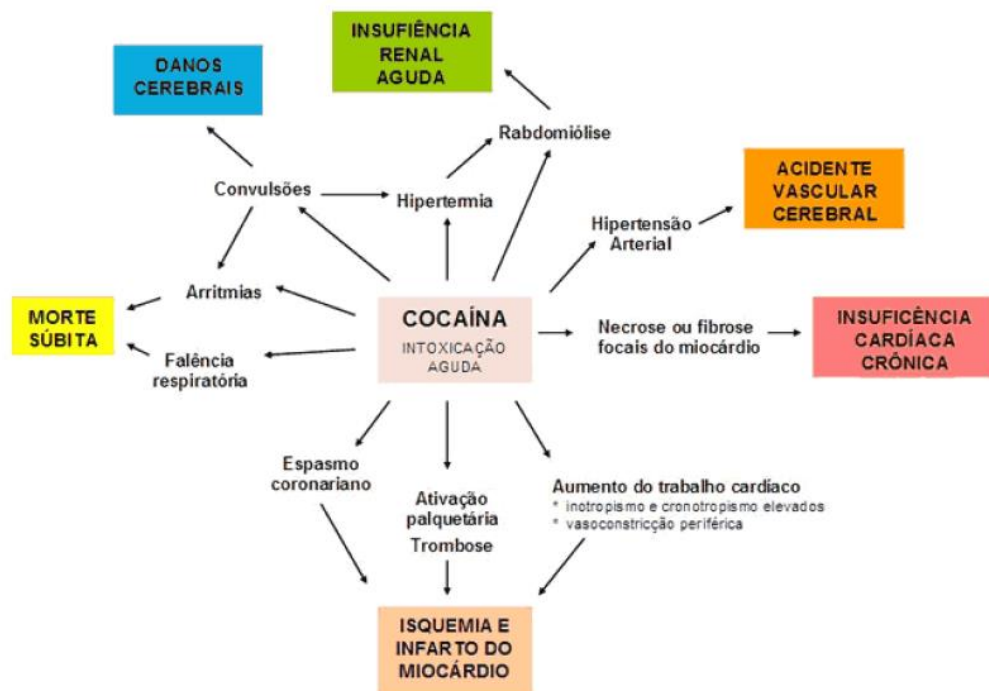 INSUFIÊNCIA
RENAL
AGUDA
DANOS
CEREBRAIS
Rabdomiólise
Convulsões
Hipertermia
ACIDENTE
VASCULAR
CEREBRAL
Hipertensão
Arterial
Arritmias
MORTE
SÚBITA
Falência
respiratória
COCAÍNA
INTOXICAÇÃO
AGUDA
Necrose ou fibrose
focais do miocárdio
INSUFICÊNCIA
CARDÍACA
CRÔNICA
Espasmo
coronariano
Ativação
palquetária
Trombose
Aumento do trabalho cardíaco
* inotropismo e cronotropismo elevados
* vasoconstricção periférica
ISQUEMIA E
INFARTO DO
MIOCÁRDIO